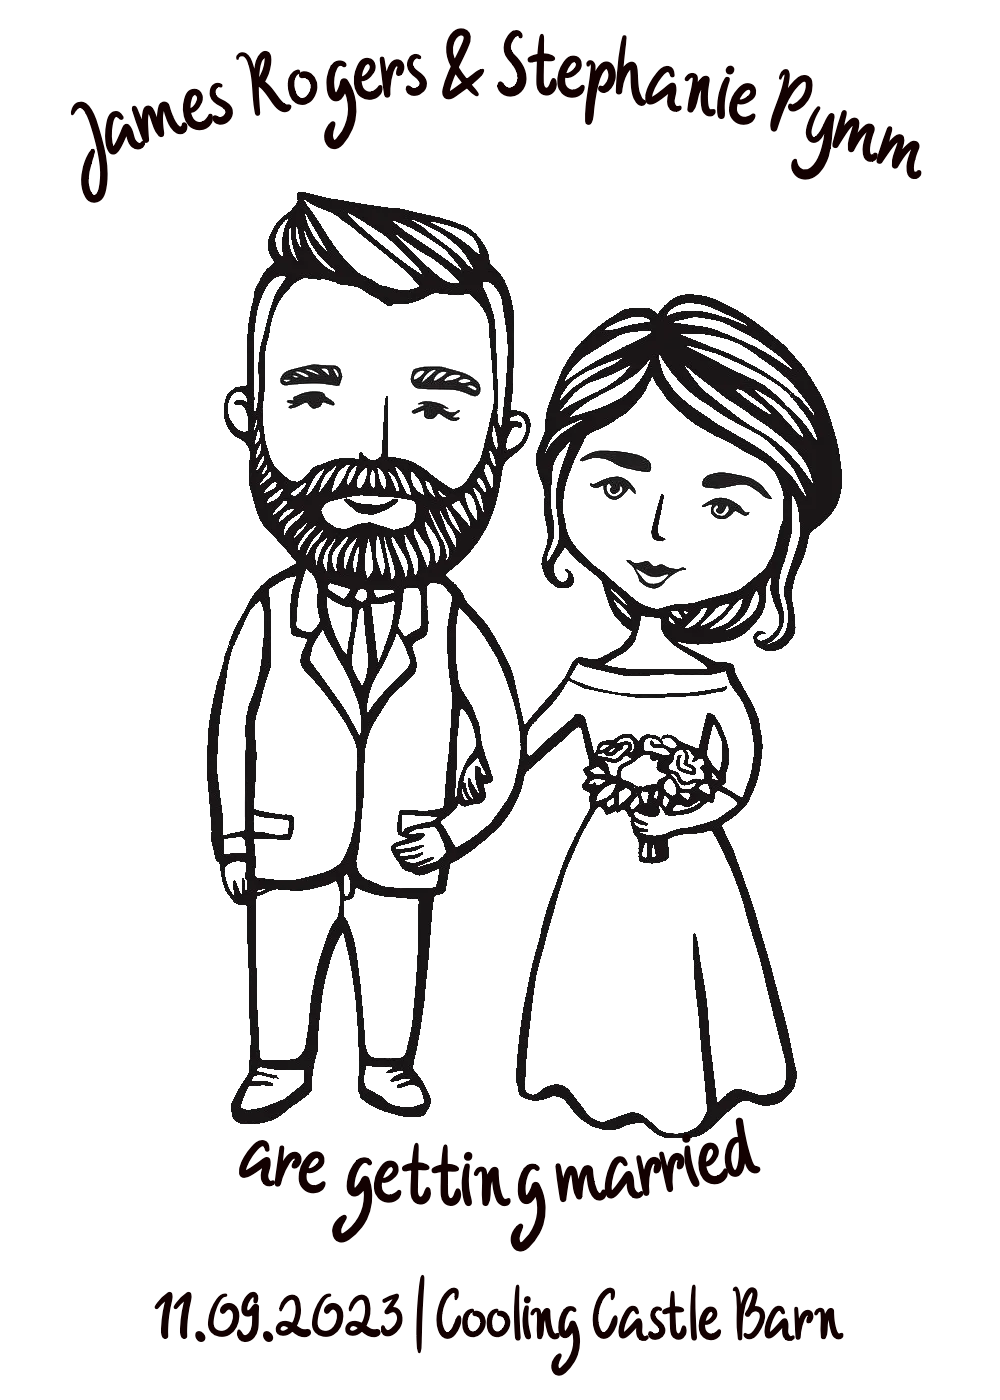 James Rogers & Stephanie Pymm
are getting married
11.09.2023 | Cooling Castle Barn